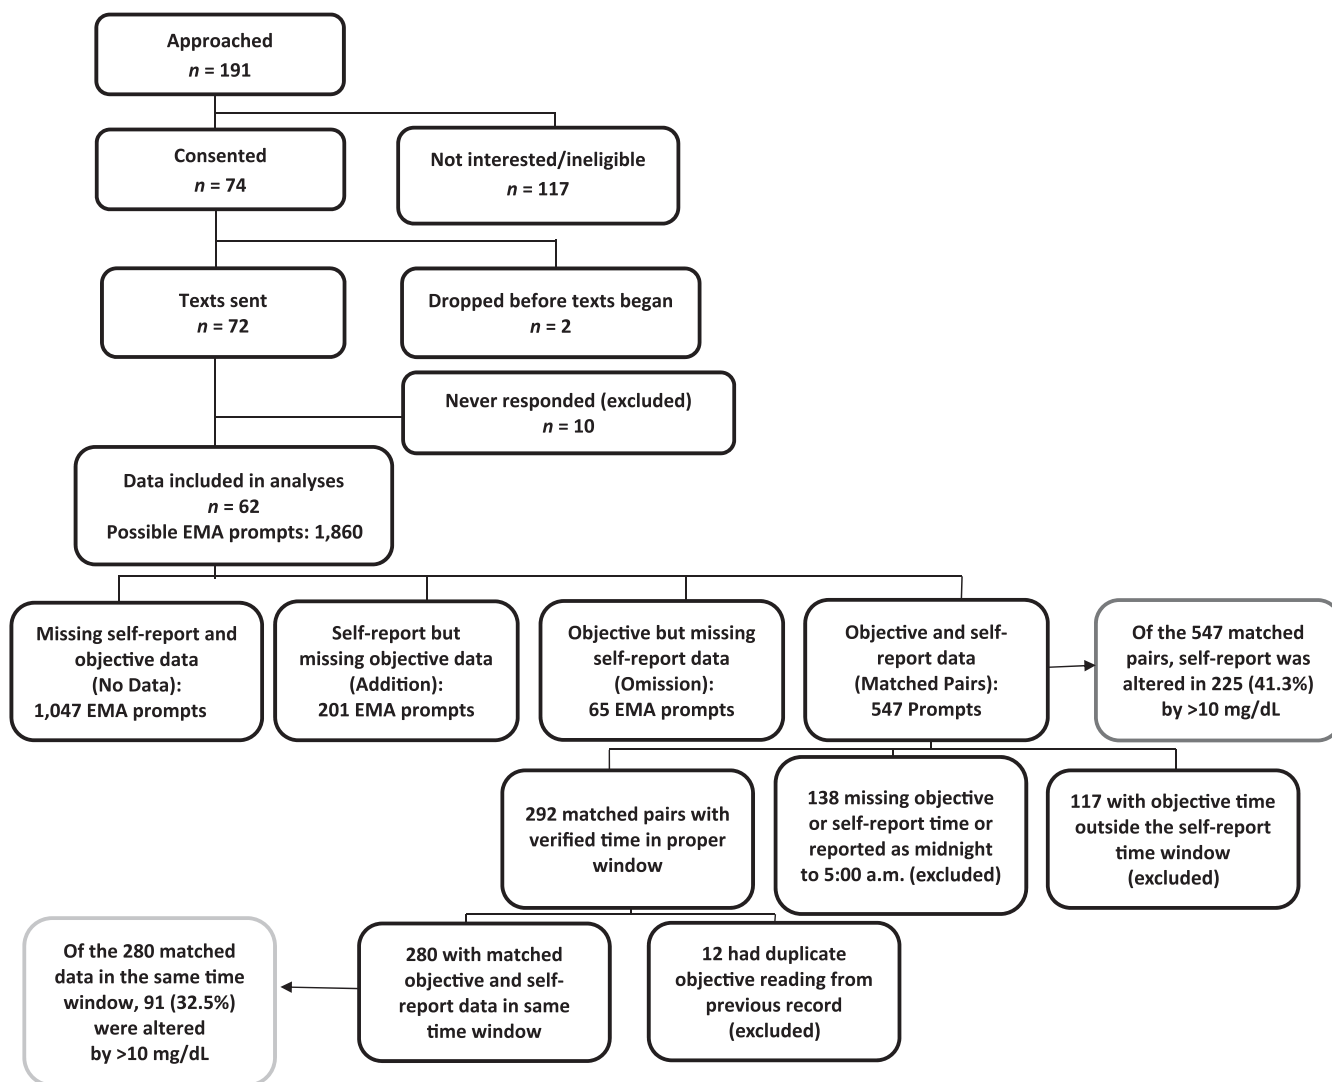 Approached
n = 191
Consented
n = 74
Not interested/ineligible
n = 117
Texts sent
n = 72
Dropped before texts began
n = 2
Never responded (excluded)
n = 10
Data included in analyses
n = 62
Possible EMA prompts: 1,860
Missing self-report and
objective data
(No Data):
1,047 EMA prompts
Self-report but
missing objective data
(Addition):
201 EMA prompts
Objective but missing
self-report data
(Omission):
65 EMA prompts
Objective and self-
report data
(Matched Pairs):
547 Prompts
Of the 547 matched
pairs, self-report was
altered in 225 (41.3%)
by >10 mg/dL
292 matched pairs with
verified time in proper
window
138 missing objective
or self-report time or
reported as midnight
to 5:00 a.m. (excluded)
117 with objective time
outside the self-report
time window
(excluded)
Of the 280 matched
data in the same time
window, 91 (32.5%)
were altered
by >10 mg/dL
280 with matched
objective and self-
report data in same
time window
12 had duplicate
objective reading from
previous record
(excluded)